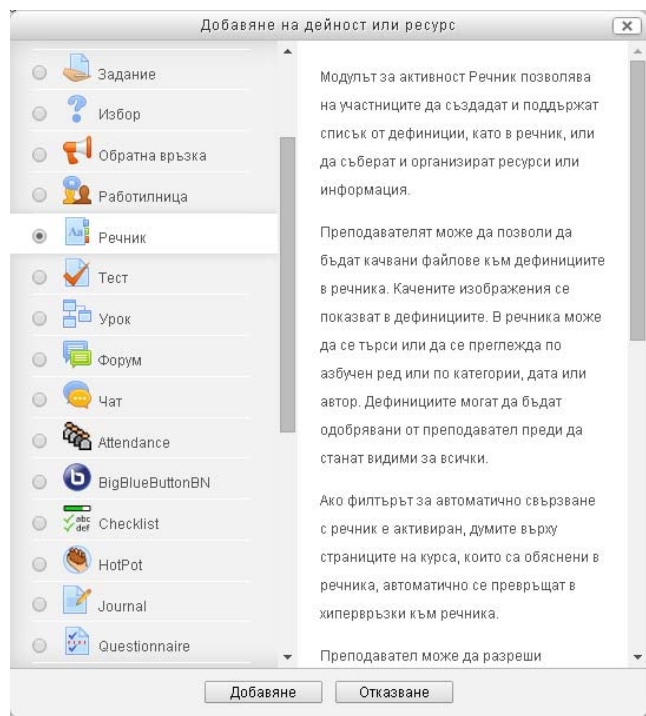 Добавяне на дейност или ресурс
Задание
Избор
Обратна връзка
Работилница
Речник
Тест
Урок
Форум
Чат
Attendance
BigBlueButtonBN
Checklist
HotPot
Journal
Questionnaire
Модулът за активност Речник позволява
на участниците да създадат и поддържат
списък от дефиниции, като в речник, или
да съберат и организират ресурси или
информация.
Преподавателят може да позволи да
бъдат качвани файлове към дефинициите
в речника. Качените изображения се
показват в дефинициите. В речника може
да се търси или да се преглежда по
азбучен ред или по категории, дата или
автор. Дефинициите могат да бъдат
одобрявани от преподавател преди да
станат видими за всички.
Ако филтърът за автоматично свързване
с речник е активиран, думите върху
страниците на курса, които са обяснени в
речника, автоматично се превръщат в
хипервръзки към речника.
Преподавател може да разреши
Добавяне
Отказване